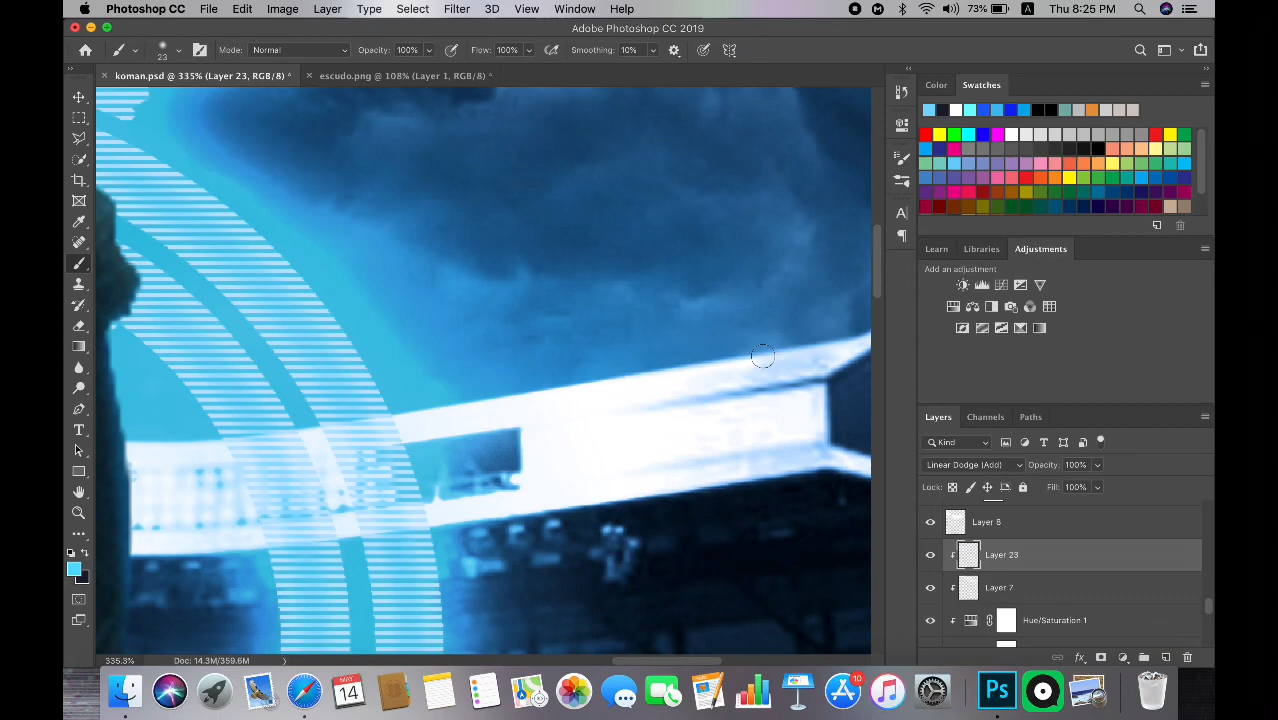 Photoshop CC File Edit Image Layer Type Select Filter 3D View Window Help 73% A Thu 8:25 PM
Adobe Photoshop CC 2019
23 Mode: Normal Opacity: 100% Flow: 100% Smoothing: 10%
koman.psd @ 335% (Layer 23, RGB/8) * escudo.png @ 108% (Layer 1, RGB/8) *
Color Swatches
Learn Libraries Adjustments
Add an adjustment
Layers Channels Paths
Kind
Linear Dodge (Add) Opacity: 100%
Lock: Fill: 100%
Layer 8
Layer 23
Layer 7
Hue/Saturation 1
335.3% Doc: 14.3M/359.6M
MAY
14
Ps
10